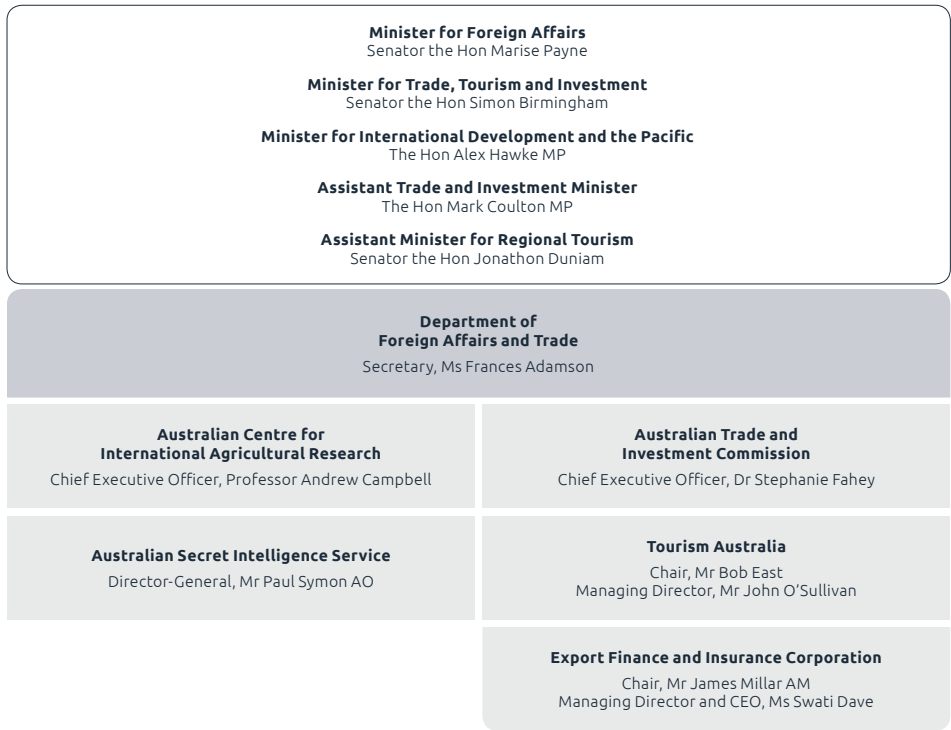 Minister for Foreign Affairs
Senator the Hon Marise Payne
Minister for Trade, Tourism and Investment
Senator the Hon Simon Birmingham
Minister for International Development and the Pacific
The Hon Alex Hawke MP
Assistant Trade and Investment Minister
The Hon Mark Coulton MP
Assistant Minister for Regional Tourism
Senator the Hon Jonathon Duniam
Department of
Foreign Affairs and Trade
Secretary, Ms Frances Adamson
Australian Centre for
International Agricultural Research
Chief Executive Officer, Professor Andrew Campbell
Australian Trade and
Investment Commission
Chief Executive Officer, Dr Stephanie Fahey
Australian Secret Intelligence Service
Director-General, Mr Paul Symon AO
Tourism Australia
Chair, Mr Bob East
Managing Director, Mr John O’Sullivan
Export Finance and Insurance Corporation
Chair, Mr James Millar AM
Managing Director and CEO, Ms Swati Dave